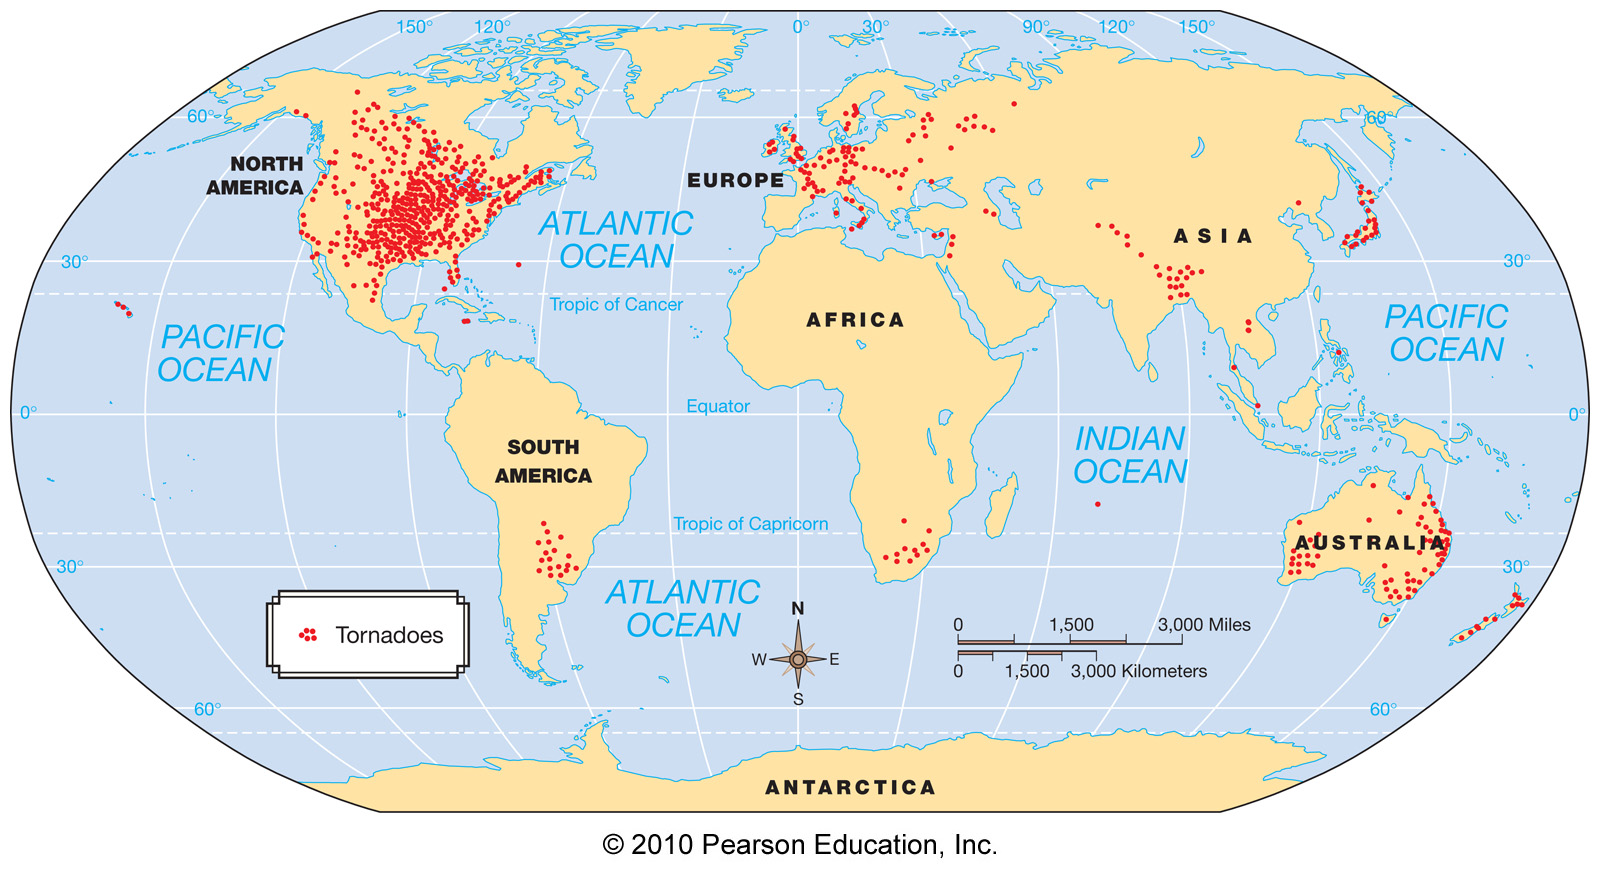 150°
120°
0°
30°
90°
120°
150°
60°
60°
NORTH
AMERICA
EUROPE
ASIA
ATLANTIC
OCEAN
30°
30°
Tropic of Cancer
AFRICA
PACIFIC
OCEAN
PACIFIC
OCEAN
0°
Equator
0°
SOUTH
AMERICA
INDIAN
OCEAN
Tropic of Capricorn
AUSTRALIA
30°
30°
ATLANTIC
OCEAN
Tornadoes
N
W
E
S
0
1,500
3,000 Miles
0
1,500
3,000 Kilometers
60°
60°
ANTARCTICA
© 2010 Pearson Education, Inc.